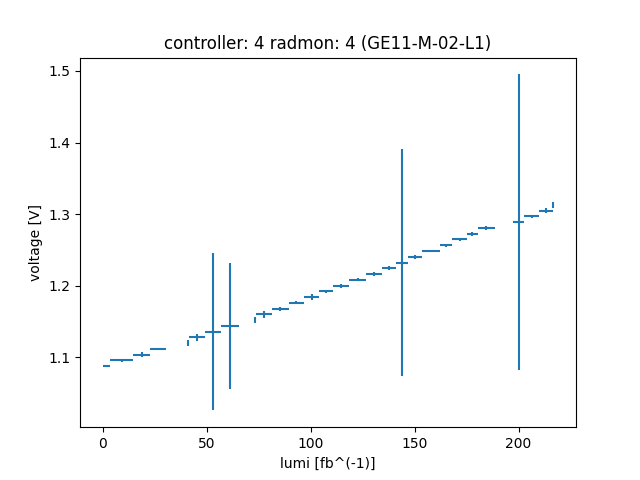 controller: 4 radmon: 4 (GE11-M-02-L1)
1.5
1.4
1.3
1.2
1.1
voltage [V]
0 50 100 150 200
lumi [fb^(-1)]